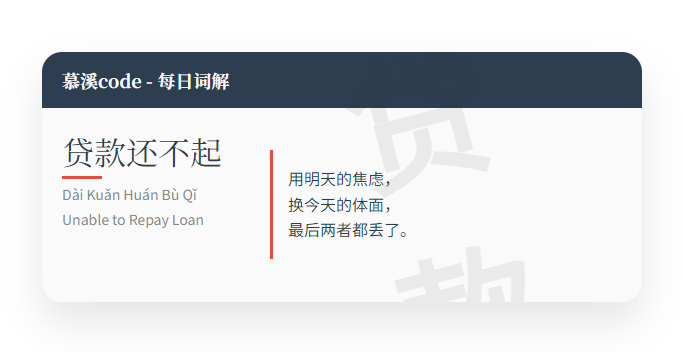 慕溪code - 每日词解
贷款还不起
Dài Kuǎn Huán Bù Qǐ
Unable to Repay Loan
用明天的焦虑，
换今天的体面，
最后两者都丢了。
贷
款